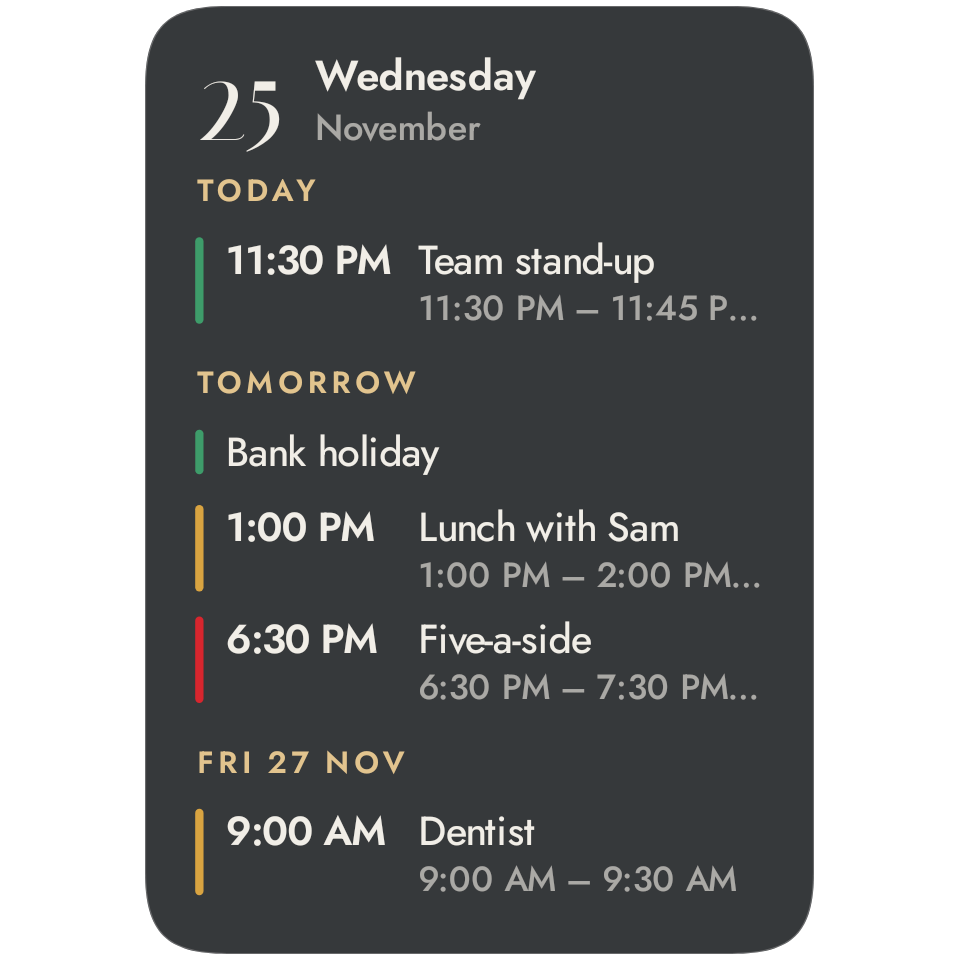 25 Wednesday
November
TODAY
11:30 PM Team stand-up
11:30 PM – 11:45 P...
TOMORROW
Bank holiday
1:00 PM Lunch with Sam
1:00 PM – 2:00 PM...
6:30 PM Five-a-side
6:30 PM – 7:30 PM...
FRI 27 NOV
9:00 AM Dentist
9:00 AM – 9:30 AM